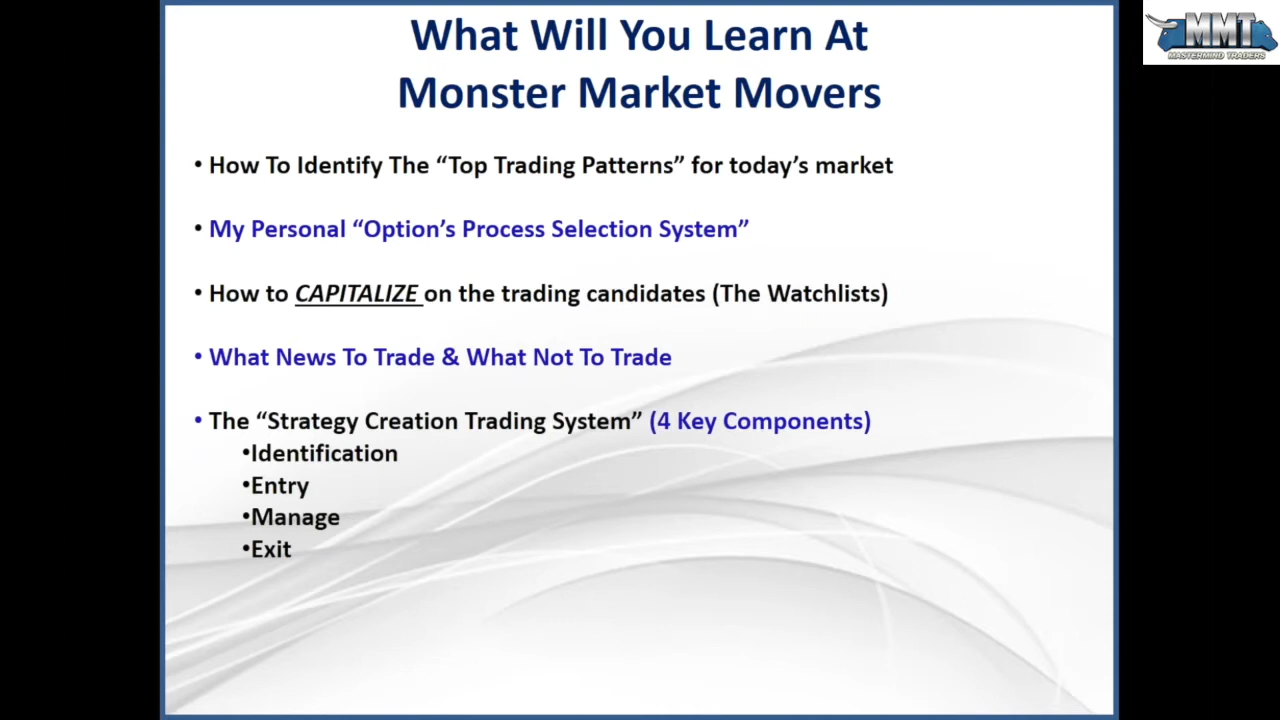 What Will You Learn At
Monster Market Movers
MMT
MASTERMIND TRADERS
• How To Identify The “Top Trading Patterns” for today’s market
• My Personal “Option’s Process Selection System”
• How to CAPITALIZE on the trading candidates (The Watchlists)
• What News To Trade & What Not To Trade
• The “Strategy Creation Trading System” (4 Key Components)
•Identification
•Entry
•Manage
•Exit